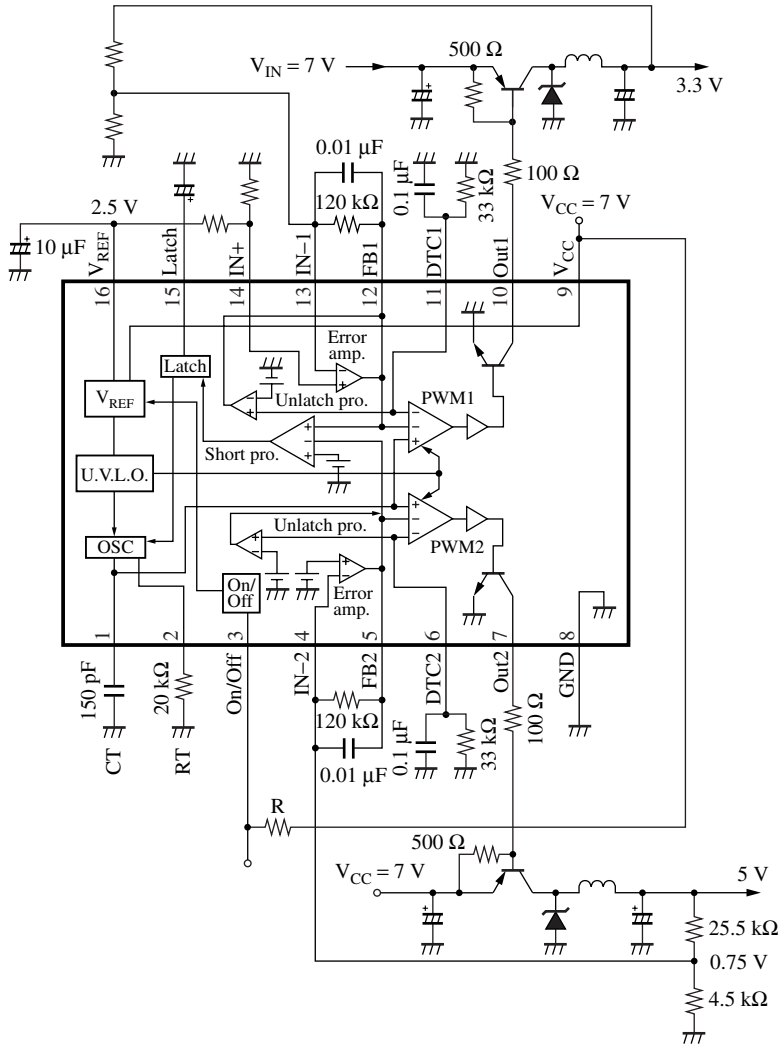 500 Ω
V_IN = 7 V
3.3 V
0.01 μF
0.1 μF
33 kΩ
100 Ω
120 kΩ
2.5 V
V_CC = 7 V
10 μF
V_REF
Latch
IN+
IN−1
FB1
DTC1
Out1
V_CC
16
15
14
13
12
11
10
9
Error
amp.
Latch
V_REF
Unlatch pro.
PWM1
Short pro.
U.V.L.O.
Unlatch pro.
PWM2
OSC
On/
Off
Error
amp.
1
2
3
4
5
6
7
8
150 pF
CT
20 kΩ
RT
On/Off
IN−2
FB2
DTC2
Out2
GND
120 kΩ
0.01 μF
0.1 μF
33 kΩ
100 Ω
R
500 Ω
V_CC = 7 V
5 V
25.5 kΩ
0.75 V
4.5 kΩ